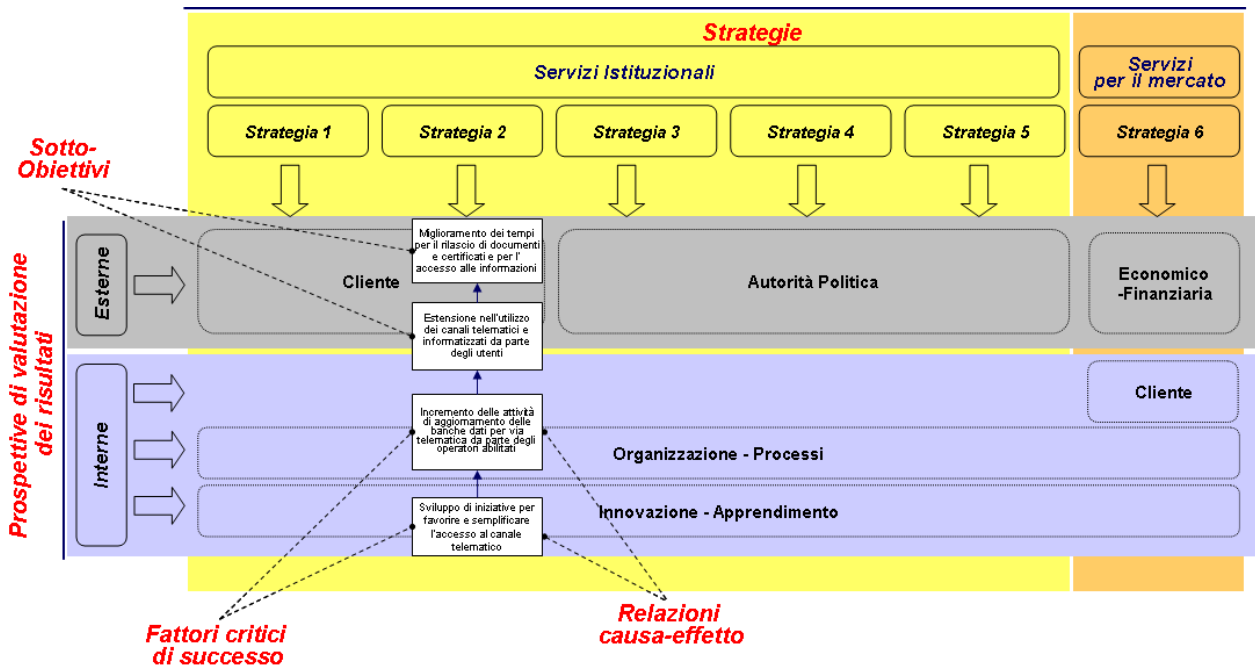 Strategie
Servizi Istituzionali
Servizi
per il mercato
Strategia 1
Strategia 2
Strategia 3
Strategia 4
Strategia 5
Strategia 6
Sotto-
Obiettivi
Prospettive di valutazione
dei risultati
Esterne
Miglioramento dei tempi
per il rilascio di documenti
e certificati e per l'
accesso alle informazioni
Cliente
Autorità Politica
Economico
-Finanziaria
Estensione nell'utilizzo
dei canali telematici e
informatizzati da parte
degli utenti
Interne
Cliente
Incremento delle attività
di aggiornamento delle
banche dati per via
telematica da parte degli
operatori abilitati
Organizzazione - Processi
Sviluppo di iniziative per
favorire e semplificare
l'accesso al canale
telematico
Innovazione - Apprendimento
Fattori critici
di successo
Relazioni
causa-effetto